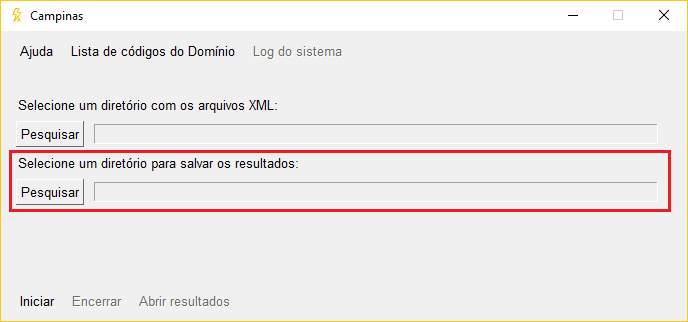 Campinas
Ajuda Lista de códigos do Domínio Log do sistema
Selecione um diretório com os arquivos XML:
Pesquisar
Selecione um diretório para salvar os resultados:
Pesquisar
Iniciar Encerrar Abrir resultados